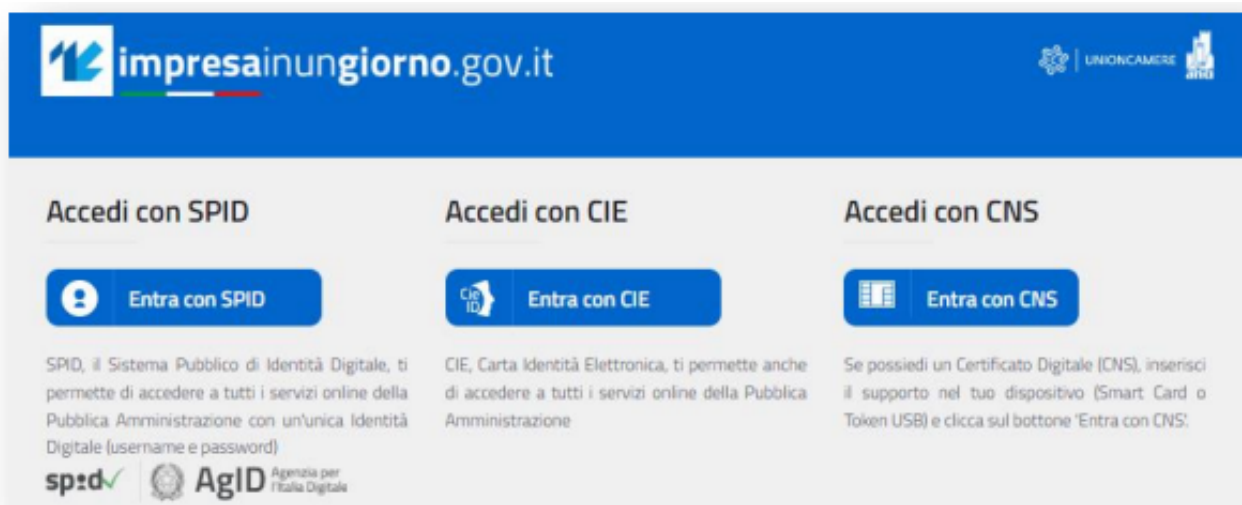 impresainungiorno.gov.it
UNIONCAMERE
anci
Accedi con SPID
Accedi con CIE
Accedi con CNS
Entra con SPID
Cie
ID
Entra con CIE
Entra con CNS
SPID, il Sistema Pubblico di Identità Digitale, ti
permette di accedere a tutti i servizi online della
Pubblica Amministrazione con un'unica Identità
Digitale (username e password)
CIE, Carta Identità Elettronica, ti permette anche
di accedere a tutti i servizi online della Pubblica
Amministrazione
Se possiedi un Certificato Digitale (CNS), inserisci
il supporto nel tuo dispositivo (Smart Card o
Token USB) e clicca sul bottone 'Entra con CNS'.
spid
AgID
Agenzia per
l'Italia Digitale